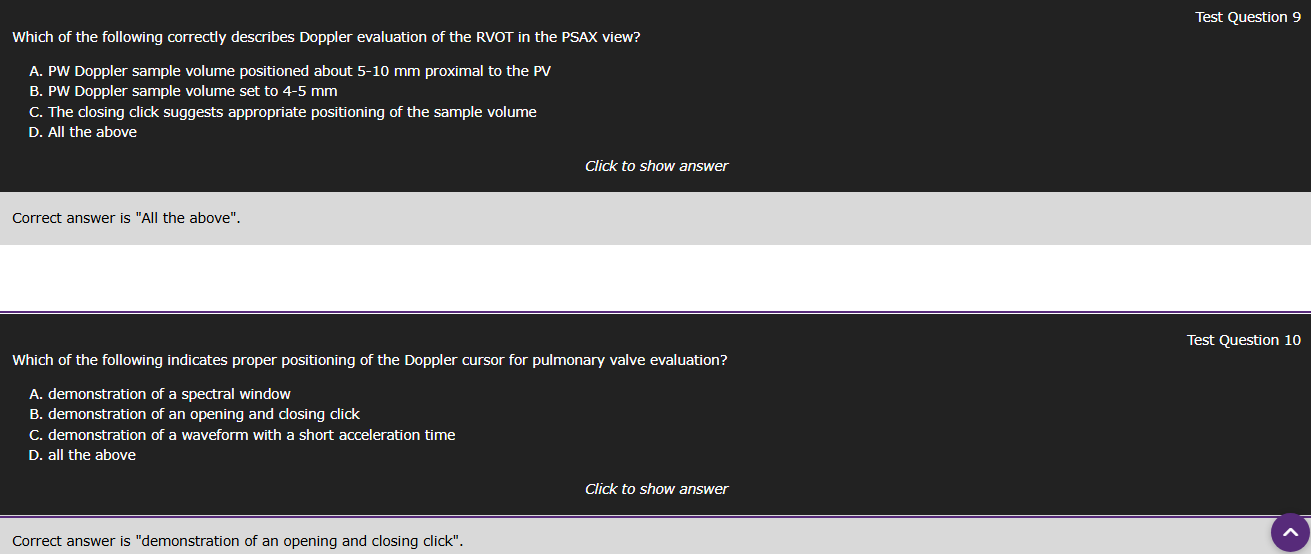 Test Question 9
Which of the following correctly describes Doppler evaluation of the RVOT in the PSAX view?
A. PW Doppler sample volume positioned about 5-10 mm proximal to the PV
B. PW Doppler sample volume set to 4-5 mm
C. The closing click suggests appropriate positioning of the sample volume
D. All the above
Click to show answer
Correct answer is "All the above".
Test Question 10
Which of the following indicates proper positioning of the Doppler cursor for pulmonary valve evaluation?
A. demonstration of a spectral window
B. demonstration of an opening and closing click
C. demonstration of a waveform with a short acceleration time
D. all the above
Click to show answer
Correct answer is "demonstration of an opening and closing click".